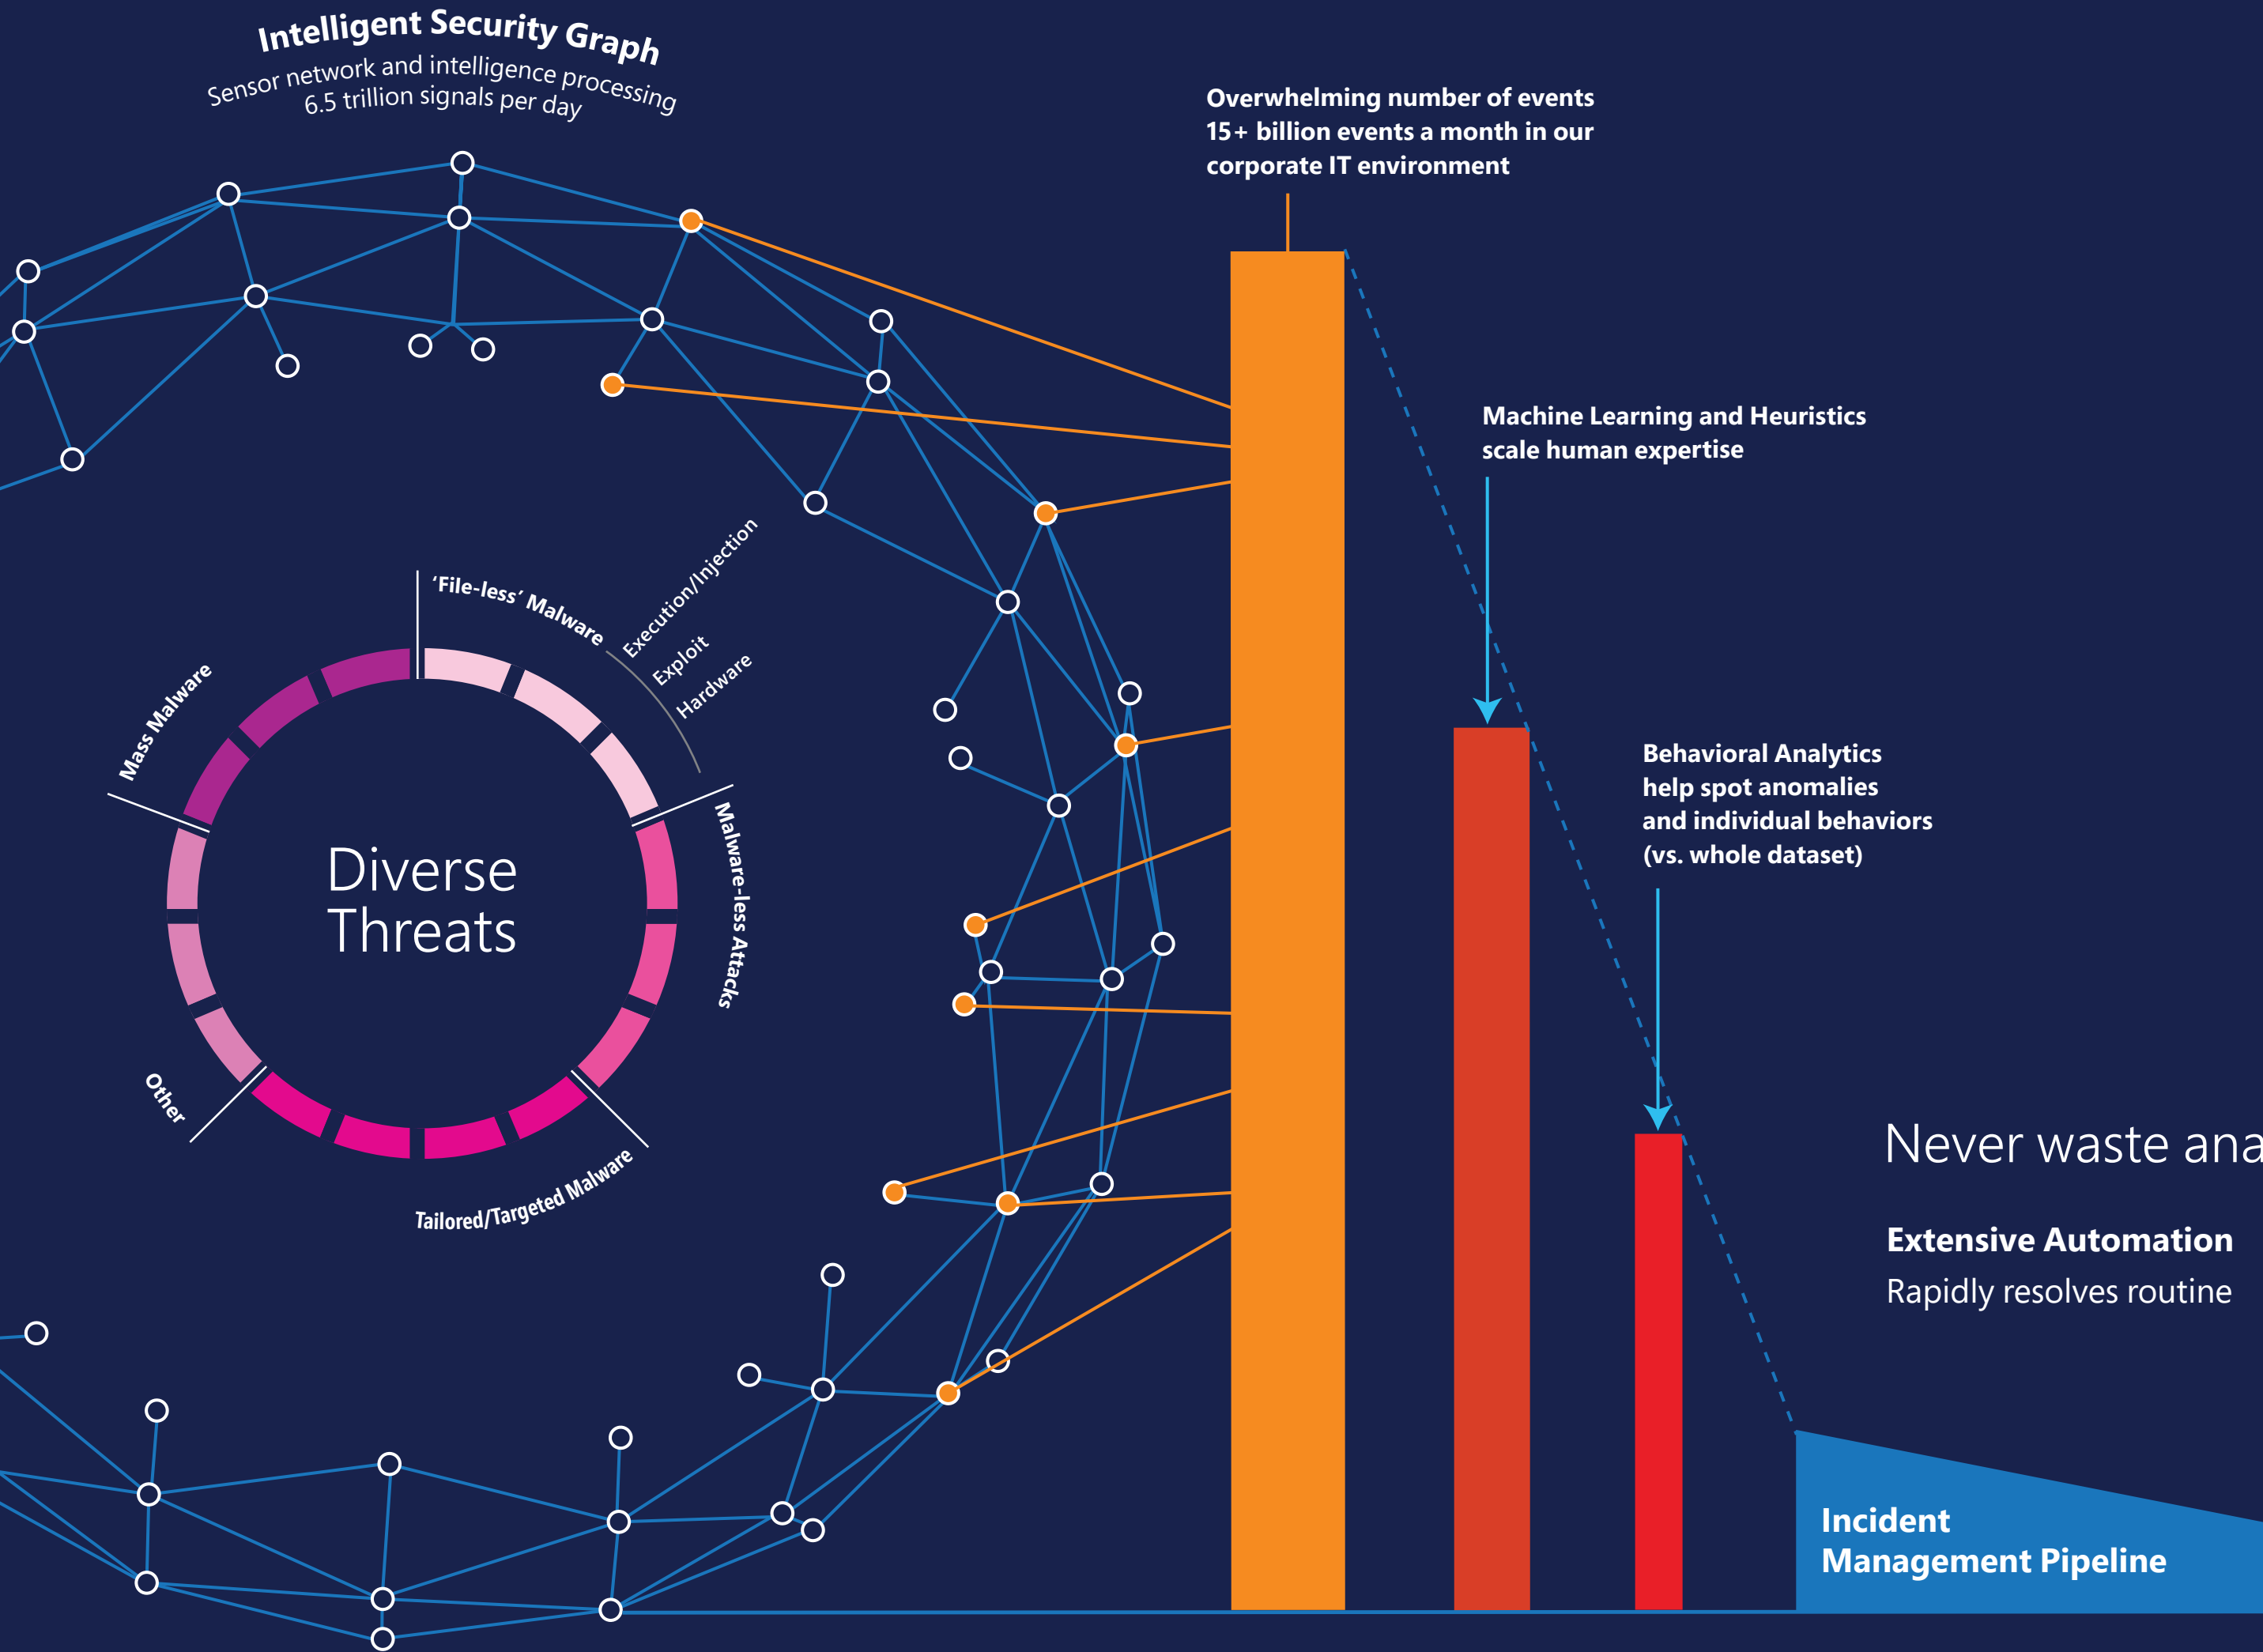 Intelligent Security Graph
Sensor network and intelligence processing
6.5 trillion signals per day
Overwhelming number of events
15+ billion events a month in our
corporate IT environment
Machine Learning and Heuristics
scale human expertise
Behavioral Analytics
help spot anomalies
and individual behaviors
(vs. whole dataset)
‘File-less’ Malware
Execution/Injection
Exploit
Hardware
Mass Malware
Malware-less Attacks
Diverse
Threats
Other
Tailored/Targeted Malware
Never waste ana
Extensive Automation
Rapidly resolves routine
Incident
Management Pipeline